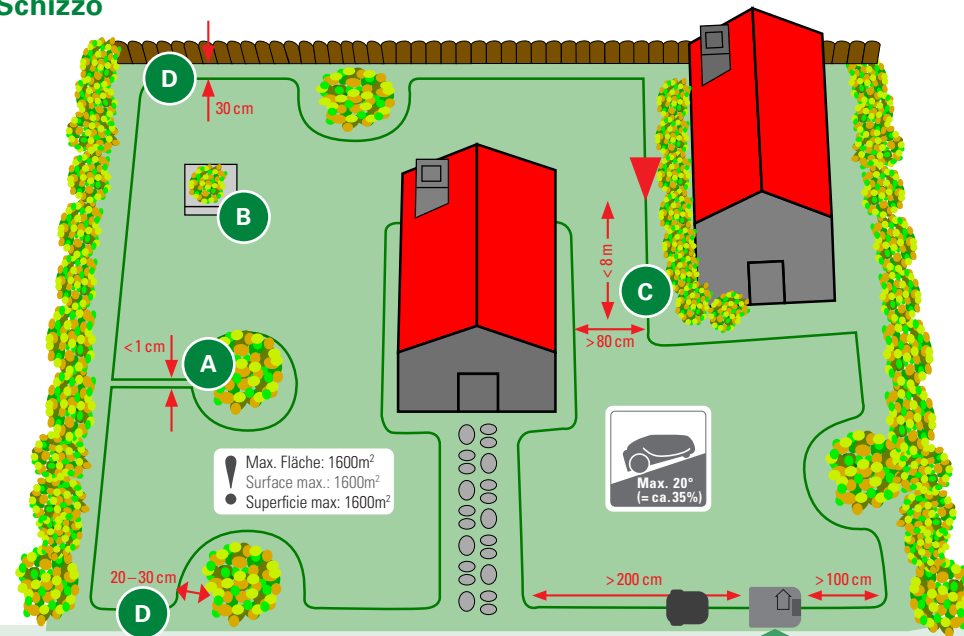 Schizzo
D
30 cm
B
< 8 m
C
> 80 cm
< 1 cm
A
Max. Fläche: 1600m²
Surface max.: 1600m²
Superficie max: 1600m²
Max. 20°
(= ca. 35%)
20 – 30 cm
D
> 200 cm
> 100 cm